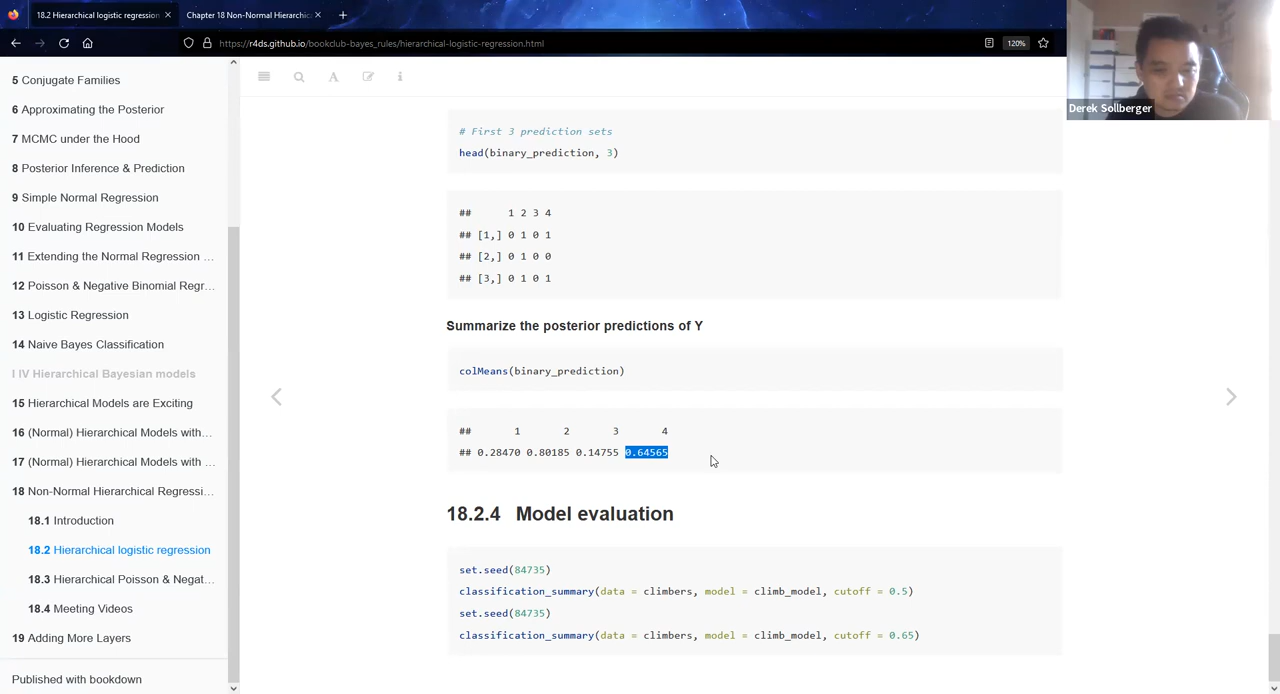 18.2 Hierarchical logistic regression
Chapter 18 Non-Normal Hierarchic
https://r4ds.github.io/bookclub-bayes_rules/hierarchical-logistic-regression.html
120%
Derek Sollberger
5 Conjugate Families
6 Approximating the Posterior
7 MCMC under the Hood
8 Posterior Inference & Prediction
9 Simple Normal Regression
10 Evaluating Regression Models
11 Extending the Normal Regression ...
12 Poisson & Negative Binomial Regr...
13 Logistic Regression
14 Naive Bayes Classification
I IV Hierarchical Bayesian models
15 Hierarchical Models are Exciting
16 (Normal) Hierarchical Models with...
17 (Normal) Hierarchical Models with ...
18 Non-Normal Hierarchical Regressi...
18.1 Introduction
18.2 Hierarchical logistic regression
18.3 Hierarchical Poisson & Negat...
18.4 Meeting Videos
19 Adding More Layers
Published with bookdown
# First 3 prediction sets
head(binary_prediction, 3)
## 1 2 3 4
## [1,] 0 1 0 1
## [2,] 0 1 0 0
## [3,] 0 1 0 1
Summarize the posterior predictions of Y
colMeans(binary_prediction)
## 1 2 3 4
## 0.28470 0.80185 0.14755 0.64565
18.2.4 Model evaluation
set.seed(84735)
classification_summary(data = climbers, model = climb_model, cutoff = 0.5)
set.seed(84735)
classification_summary(data = climbers, model = climb_model, cutoff = 0.65)